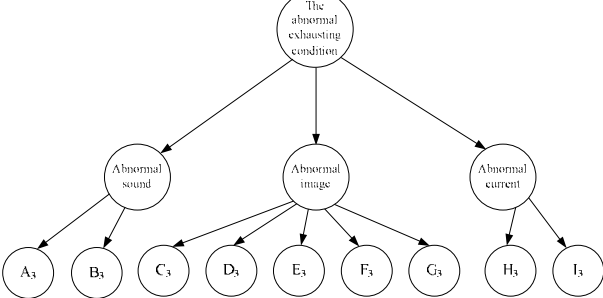 The
abnormal
exhausting
condition
Abnormal
sound
Abnormal
image
Abnormal
current
A₃
B₃
C₃
D₃
E₃
F₃
G₃
H₃
I₃